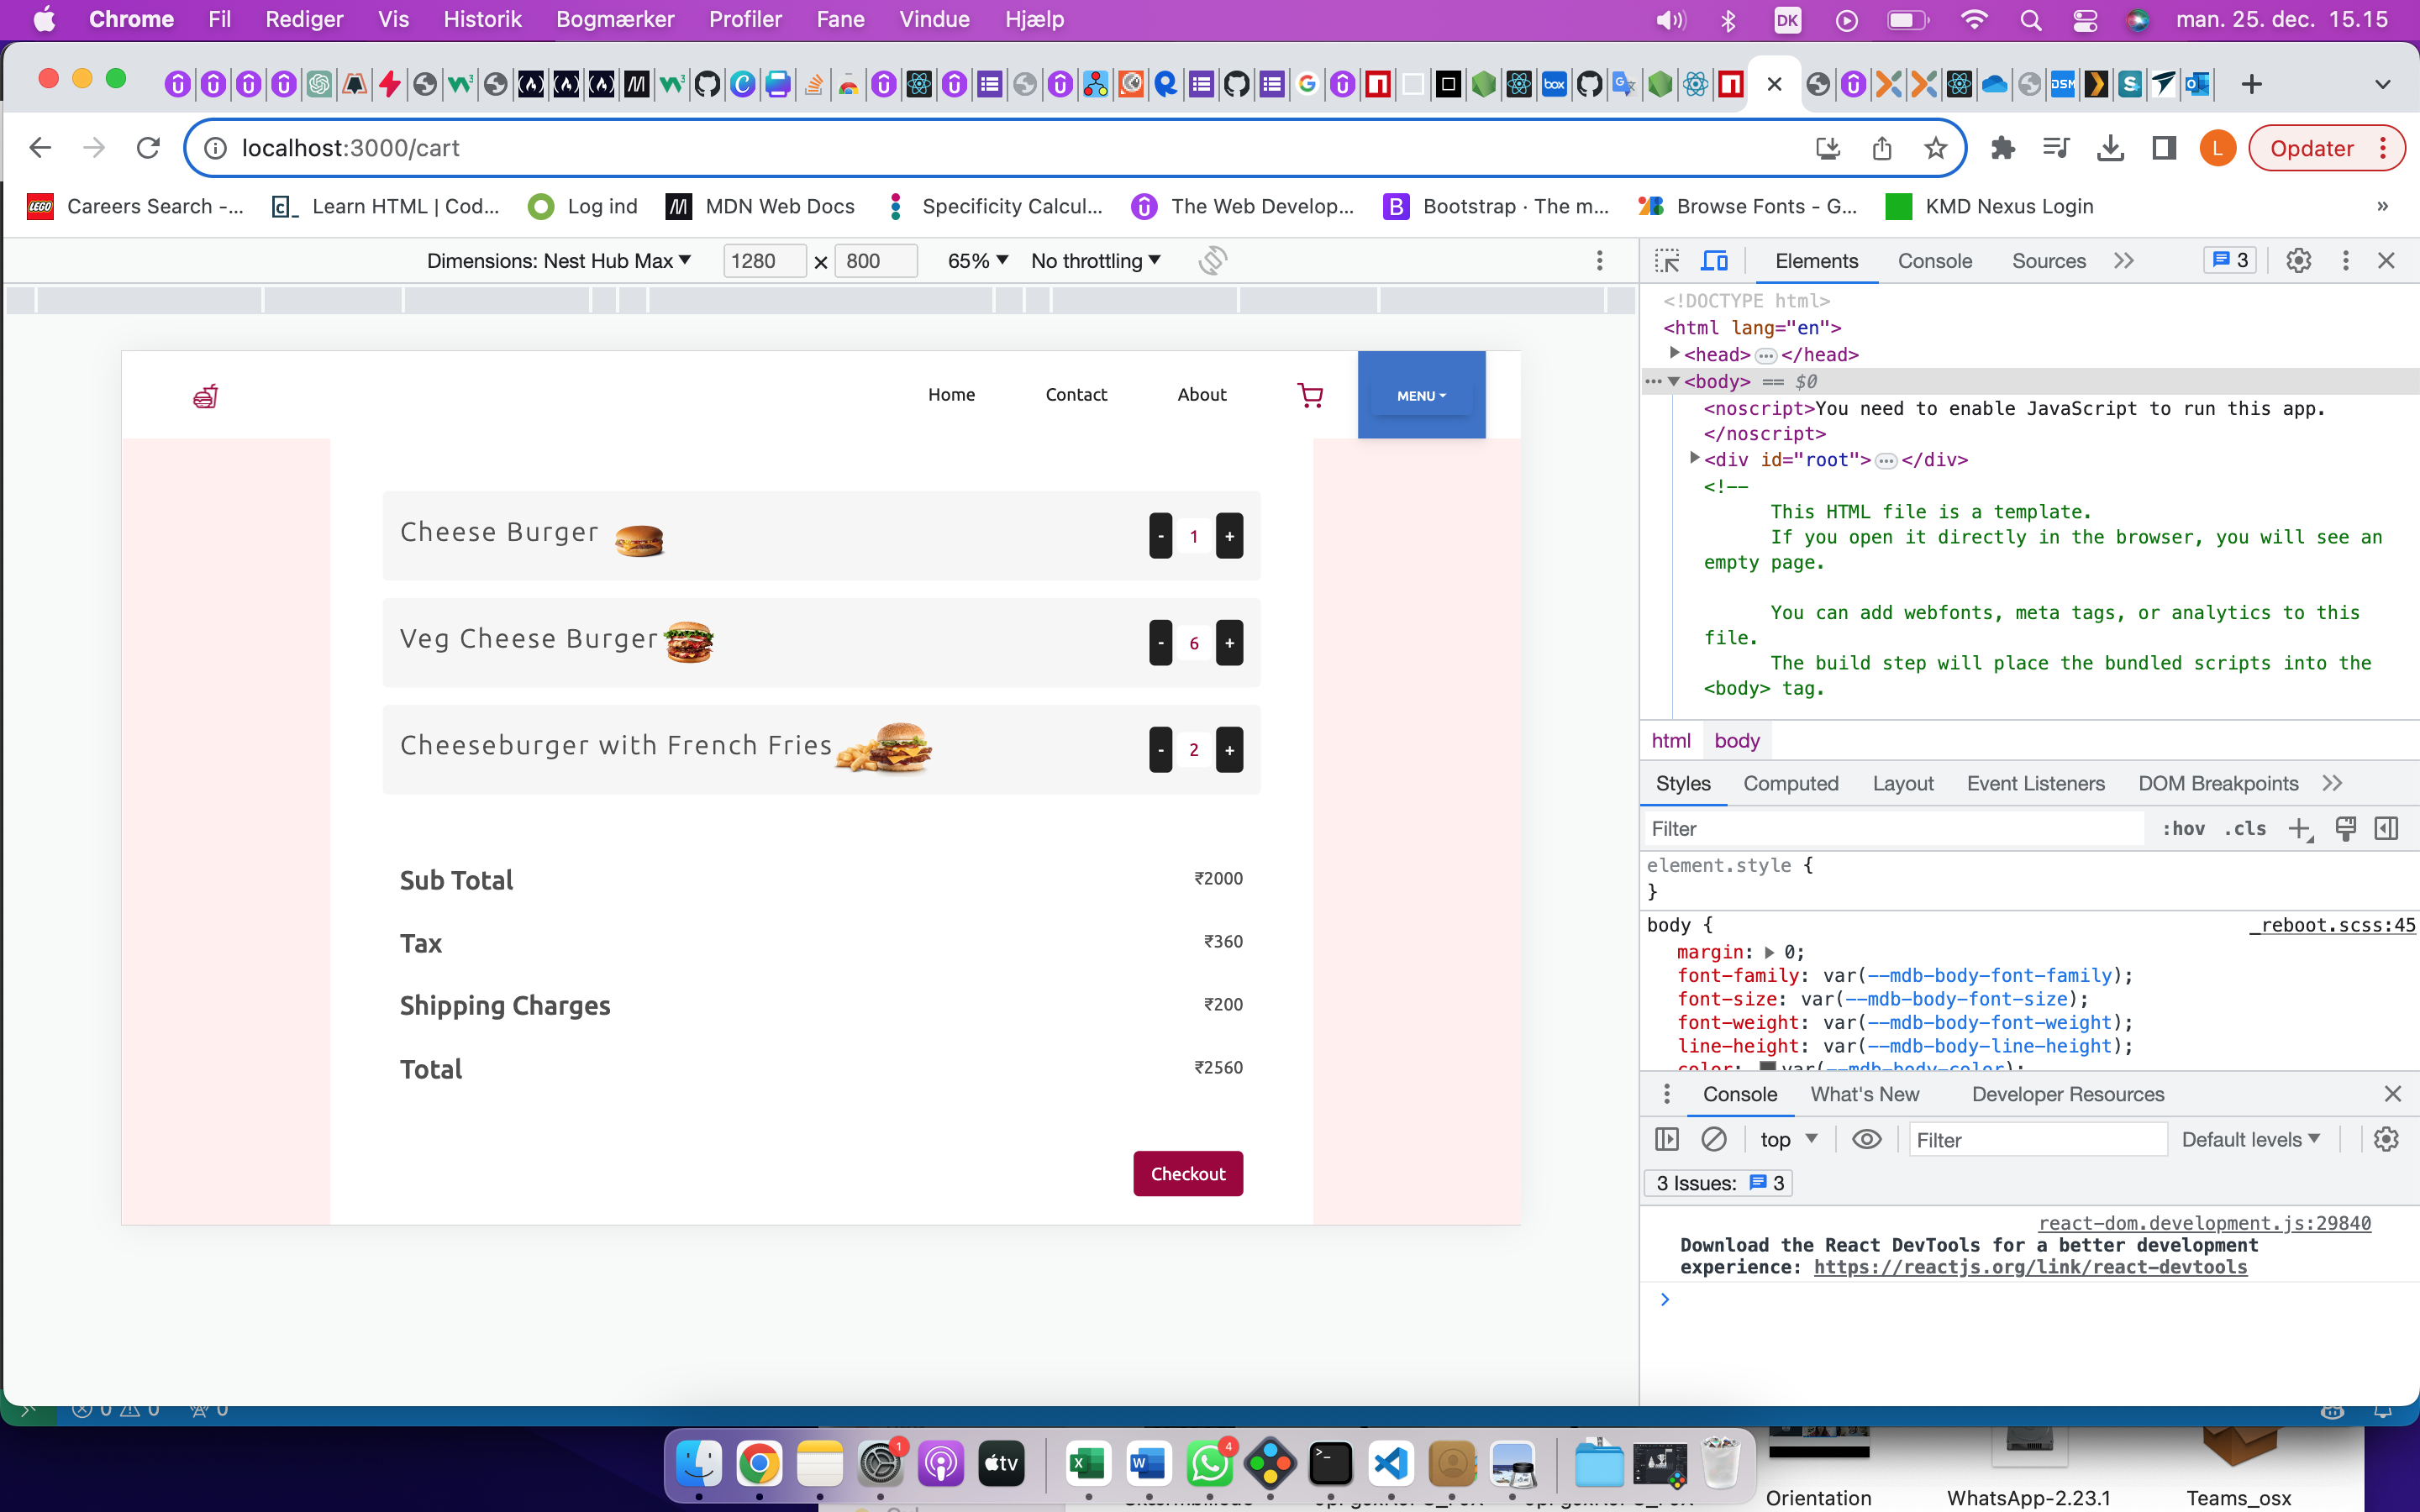 Chrome Fil Rediger Vis Historik Bogmærker Profiler Fane Vindue Hjælp DK man. 25. dec. 15.15
localhost:3000/cart L Opdater
LEGO Careers Search -... Learn HTML | Cod... Log ind MDN Web Docs Specificity Calcul... The Web Develop... B Bootstrap · The m... Browse Fonts - G... KMD Nexus Login »
Dimensions: Nest Hub Max 1280 × 800 65% No throttling
Elements Console Sources 3
Home Contact About MENU
Cheese Burger - 1 +
Veg Cheese Burger - 6 +
Cheeseburger with French Fries - 2 +
Sub Total ₹2000
Tax ₹360
Shipping Charges ₹200
Total ₹2560
Checkout
<!DOCTYPE html>
<html lang="en">
<head> ••• </head>
••• <body> == $0
<noscript>You need to enable JavaScript to run this app.
</noscript>
<div id="root"> ••• </div>
<!--
This HTML file is a template.
If you open it directly in the browser, you will see an
empty page.
You can add webfonts, meta tags, or analytics to this
file.
The build step will place the bundled scripts into the
<body> tag.
html body
Styles Computed Layout Event Listeners DOM Breakpoints
Filter :hov .cls
element.style {
}
body { _reboot.scss:45
margin: 0;
font-family: var(--mdb-body-font-family);
font-size: var(--mdb-body-font-size);
font-weight: var(--mdb-body-font-weight);
line-height: var(--mdb-body-line-height);
color: var(--mdb-body-color);
Console What's New Developer Resources
top Filter Default levels
3 Issues: 3
react-dom.development.js:29840
Download the React DevTools for a better development
experience: https://reactjs.org/link/react-devtools
0 0 0
1 tv 4
Orientation WhatsApp-2.23.1 Teams_osx